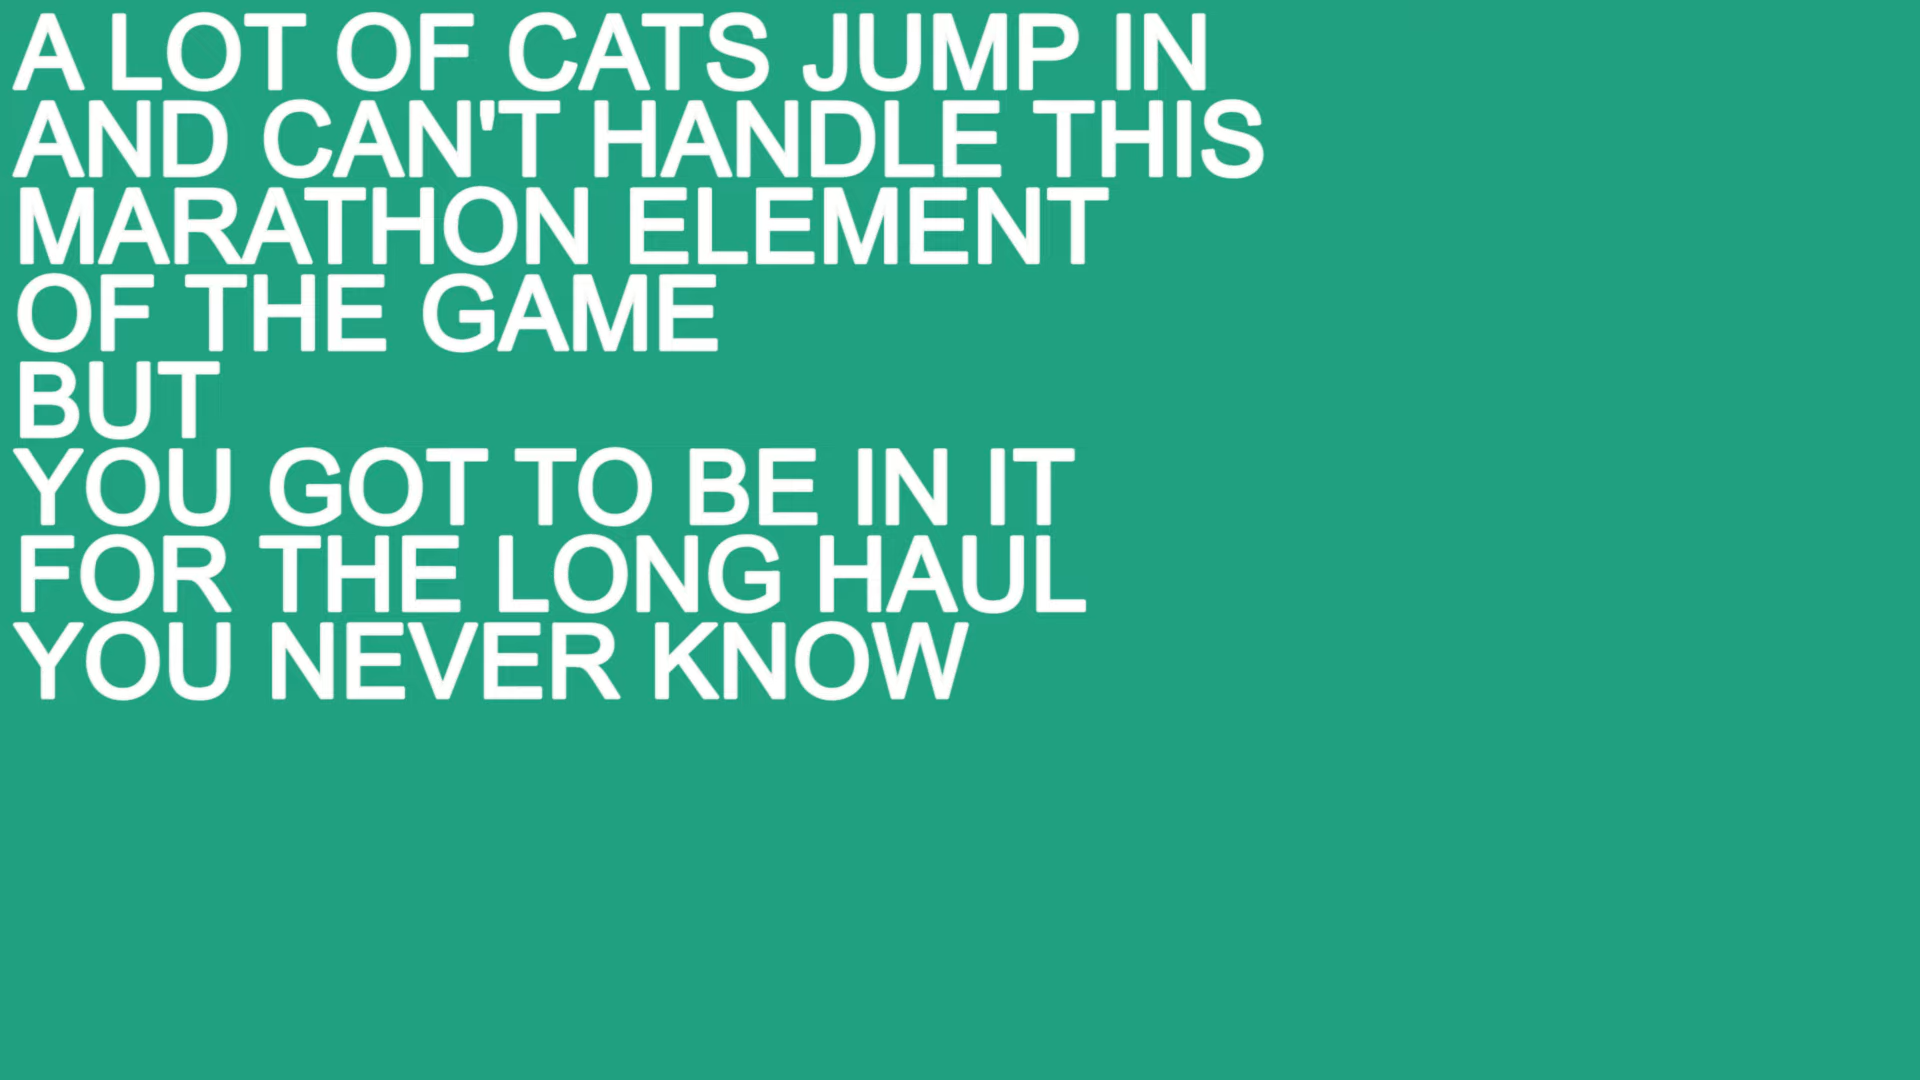 A LOT OF CATS JUMP IN
AND CAN'T HANDLE THIS
MARATHON ELEMENT
OF THE GAME
BUT
YOU GOT TO BE IN IT
FOR THE LONG HAUL
YOU NEVER KNOW